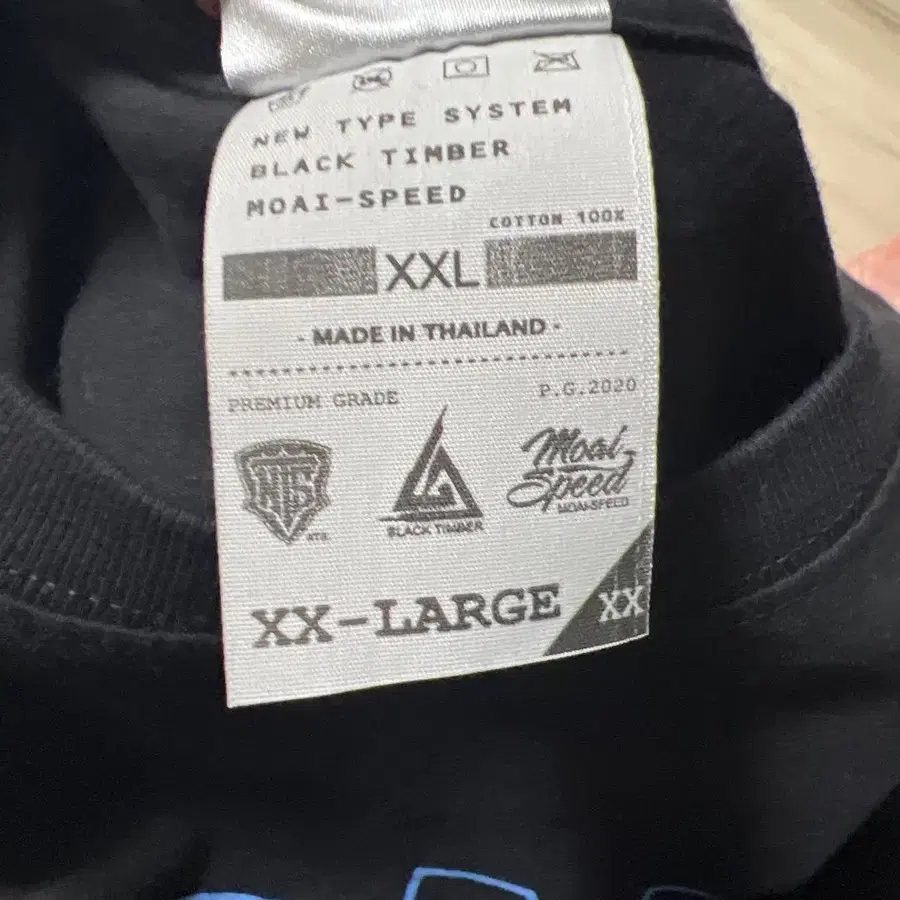 NEW TYPE SYSTEM
BLACK TIMBER
MOAI-SPEED
COTTON 100%
XXL
- MADE IN THAILAND -
PREMIUM GRADE P.G.2020
NTS
NTS.
BLACK TIMBER
Moai
Speed
MOAI-SPEED
XX-LARGE XX